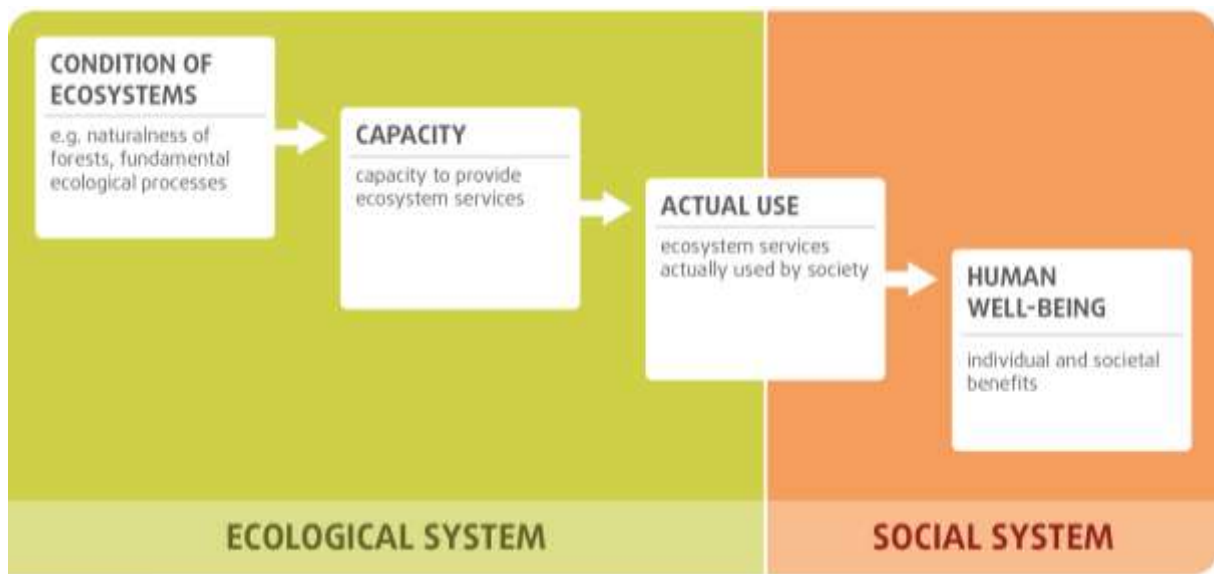 CONDITION OF
ECOSYSTEMS
e.g. naturalness of
forests, fundamental
ecological processes
CAPACITY
capacity to provide
ecosystem services
ACTUAL USE
ecosystem services
actually used by society
HUMAN
WELL-BEING
individual and societal
benefits
ECOLOGICAL SYSTEM
SOCIAL SYSTEM